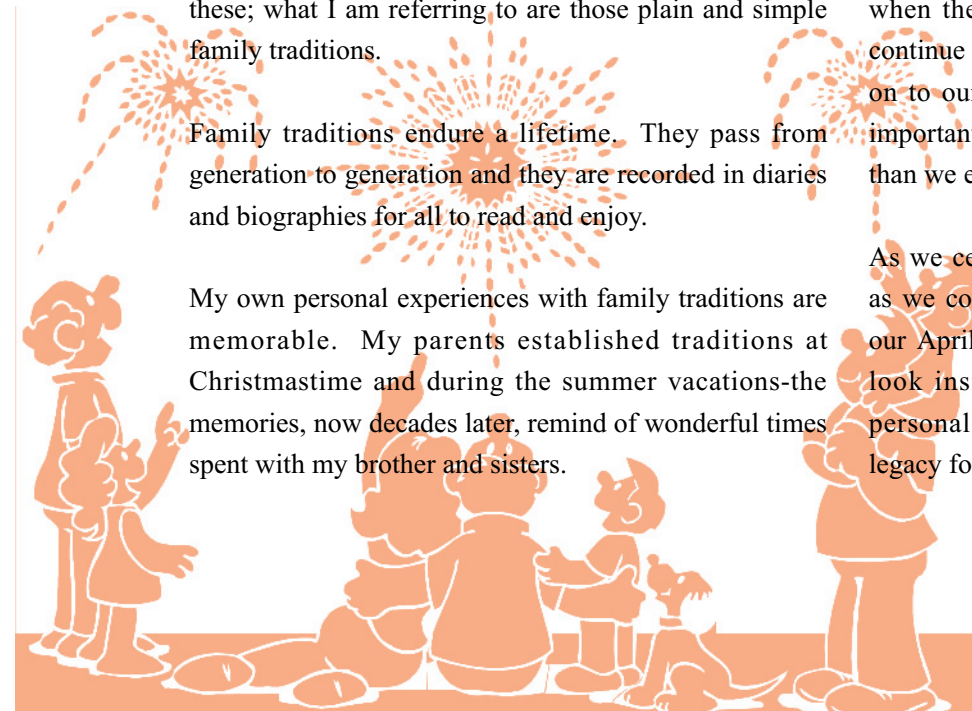 these; what I am referring to are those plain and simple
family traditions.
Family traditions endure a lifetime. They pass from
generation to generation and they are recorded in diaries
and biographies for all to read and enjoy.
My own personal experiences with family traditions are
memorable. My parents established traditions at
Christmastime and during the summer vacations-the
memories, now decades later, remind of wonderful times
spent with my brother and sisters.
when the
continue
on to our
importan
than we e
As we ce
as we co
our April
look ins
personal
legacy fo